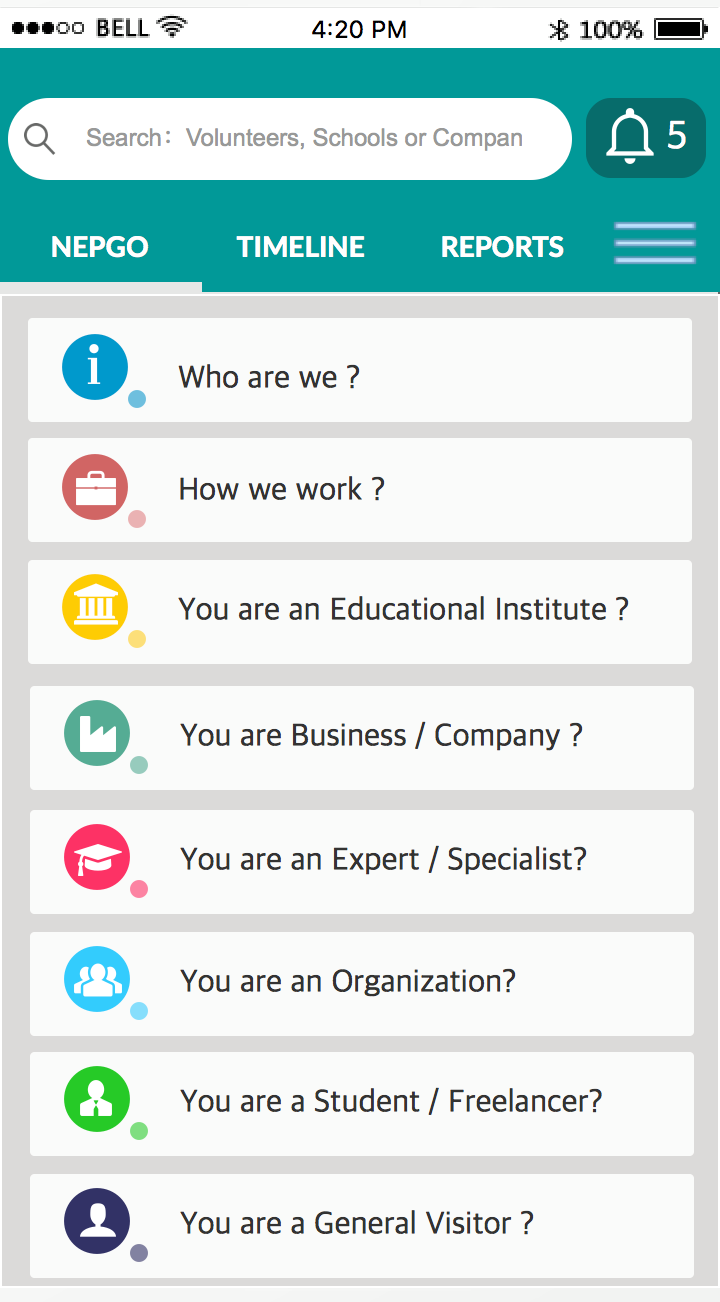 BELL 4:20 PM 100%
Search: Volunteers, Schools or Compan
5
NEPGO TIMELINE REPORTS
i
Who are we ?
How we work ?
You are an Educational Institute ?
You are Business / Company ?
You are an Expert / Specialist?
You are an Organization?
You are a Student / Freelancer?
You are a General Visitor ?